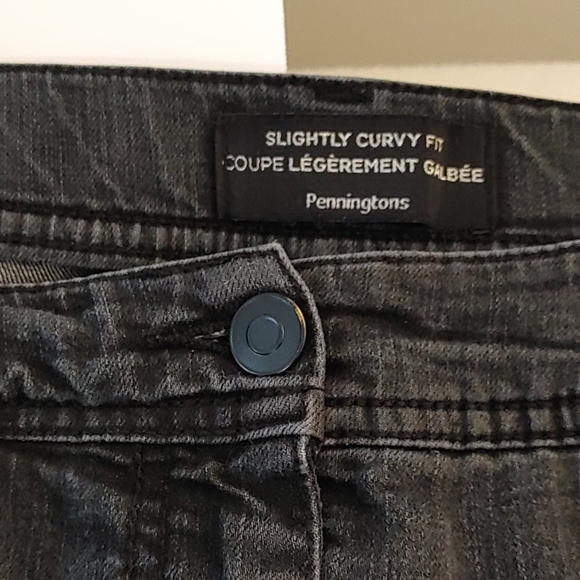 SLIGHTLY CURVY FIT
COUPE LÉGÈREMENT GALBÉE
Penningtons